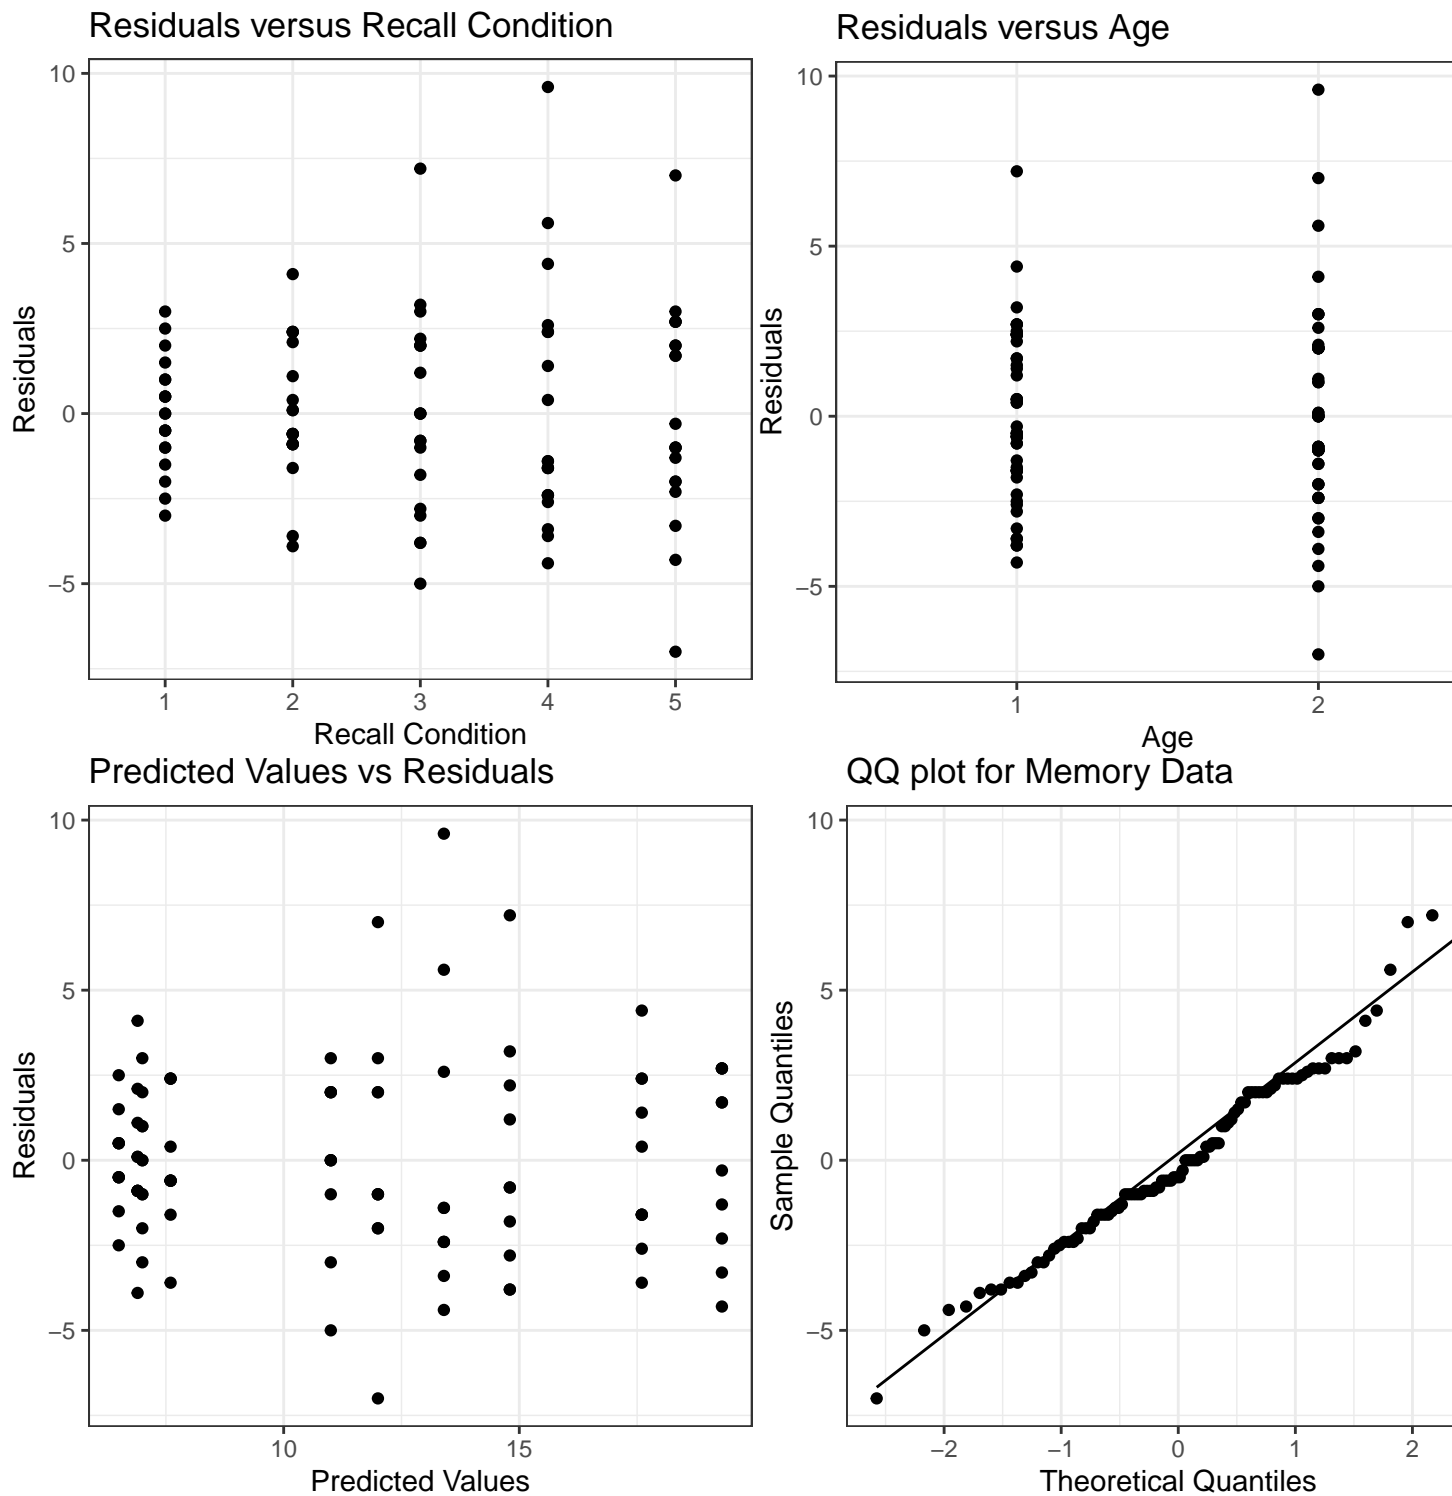 Residuals versus Recall Condition
10
5
0
−5
Residuals
1 2 3 4 5
Recall Condition
Residuals versus Age
10
5
0
−5
Residuals
1 2
Age
Predicted Values vs Residuals
10
5
0
−5
Residuals
10 15
Predicted Values
QQ plot for Memory Data
10
5
0
−5
Sample Quantiles
−2 −1 0 1 2
Theoretical Quantiles